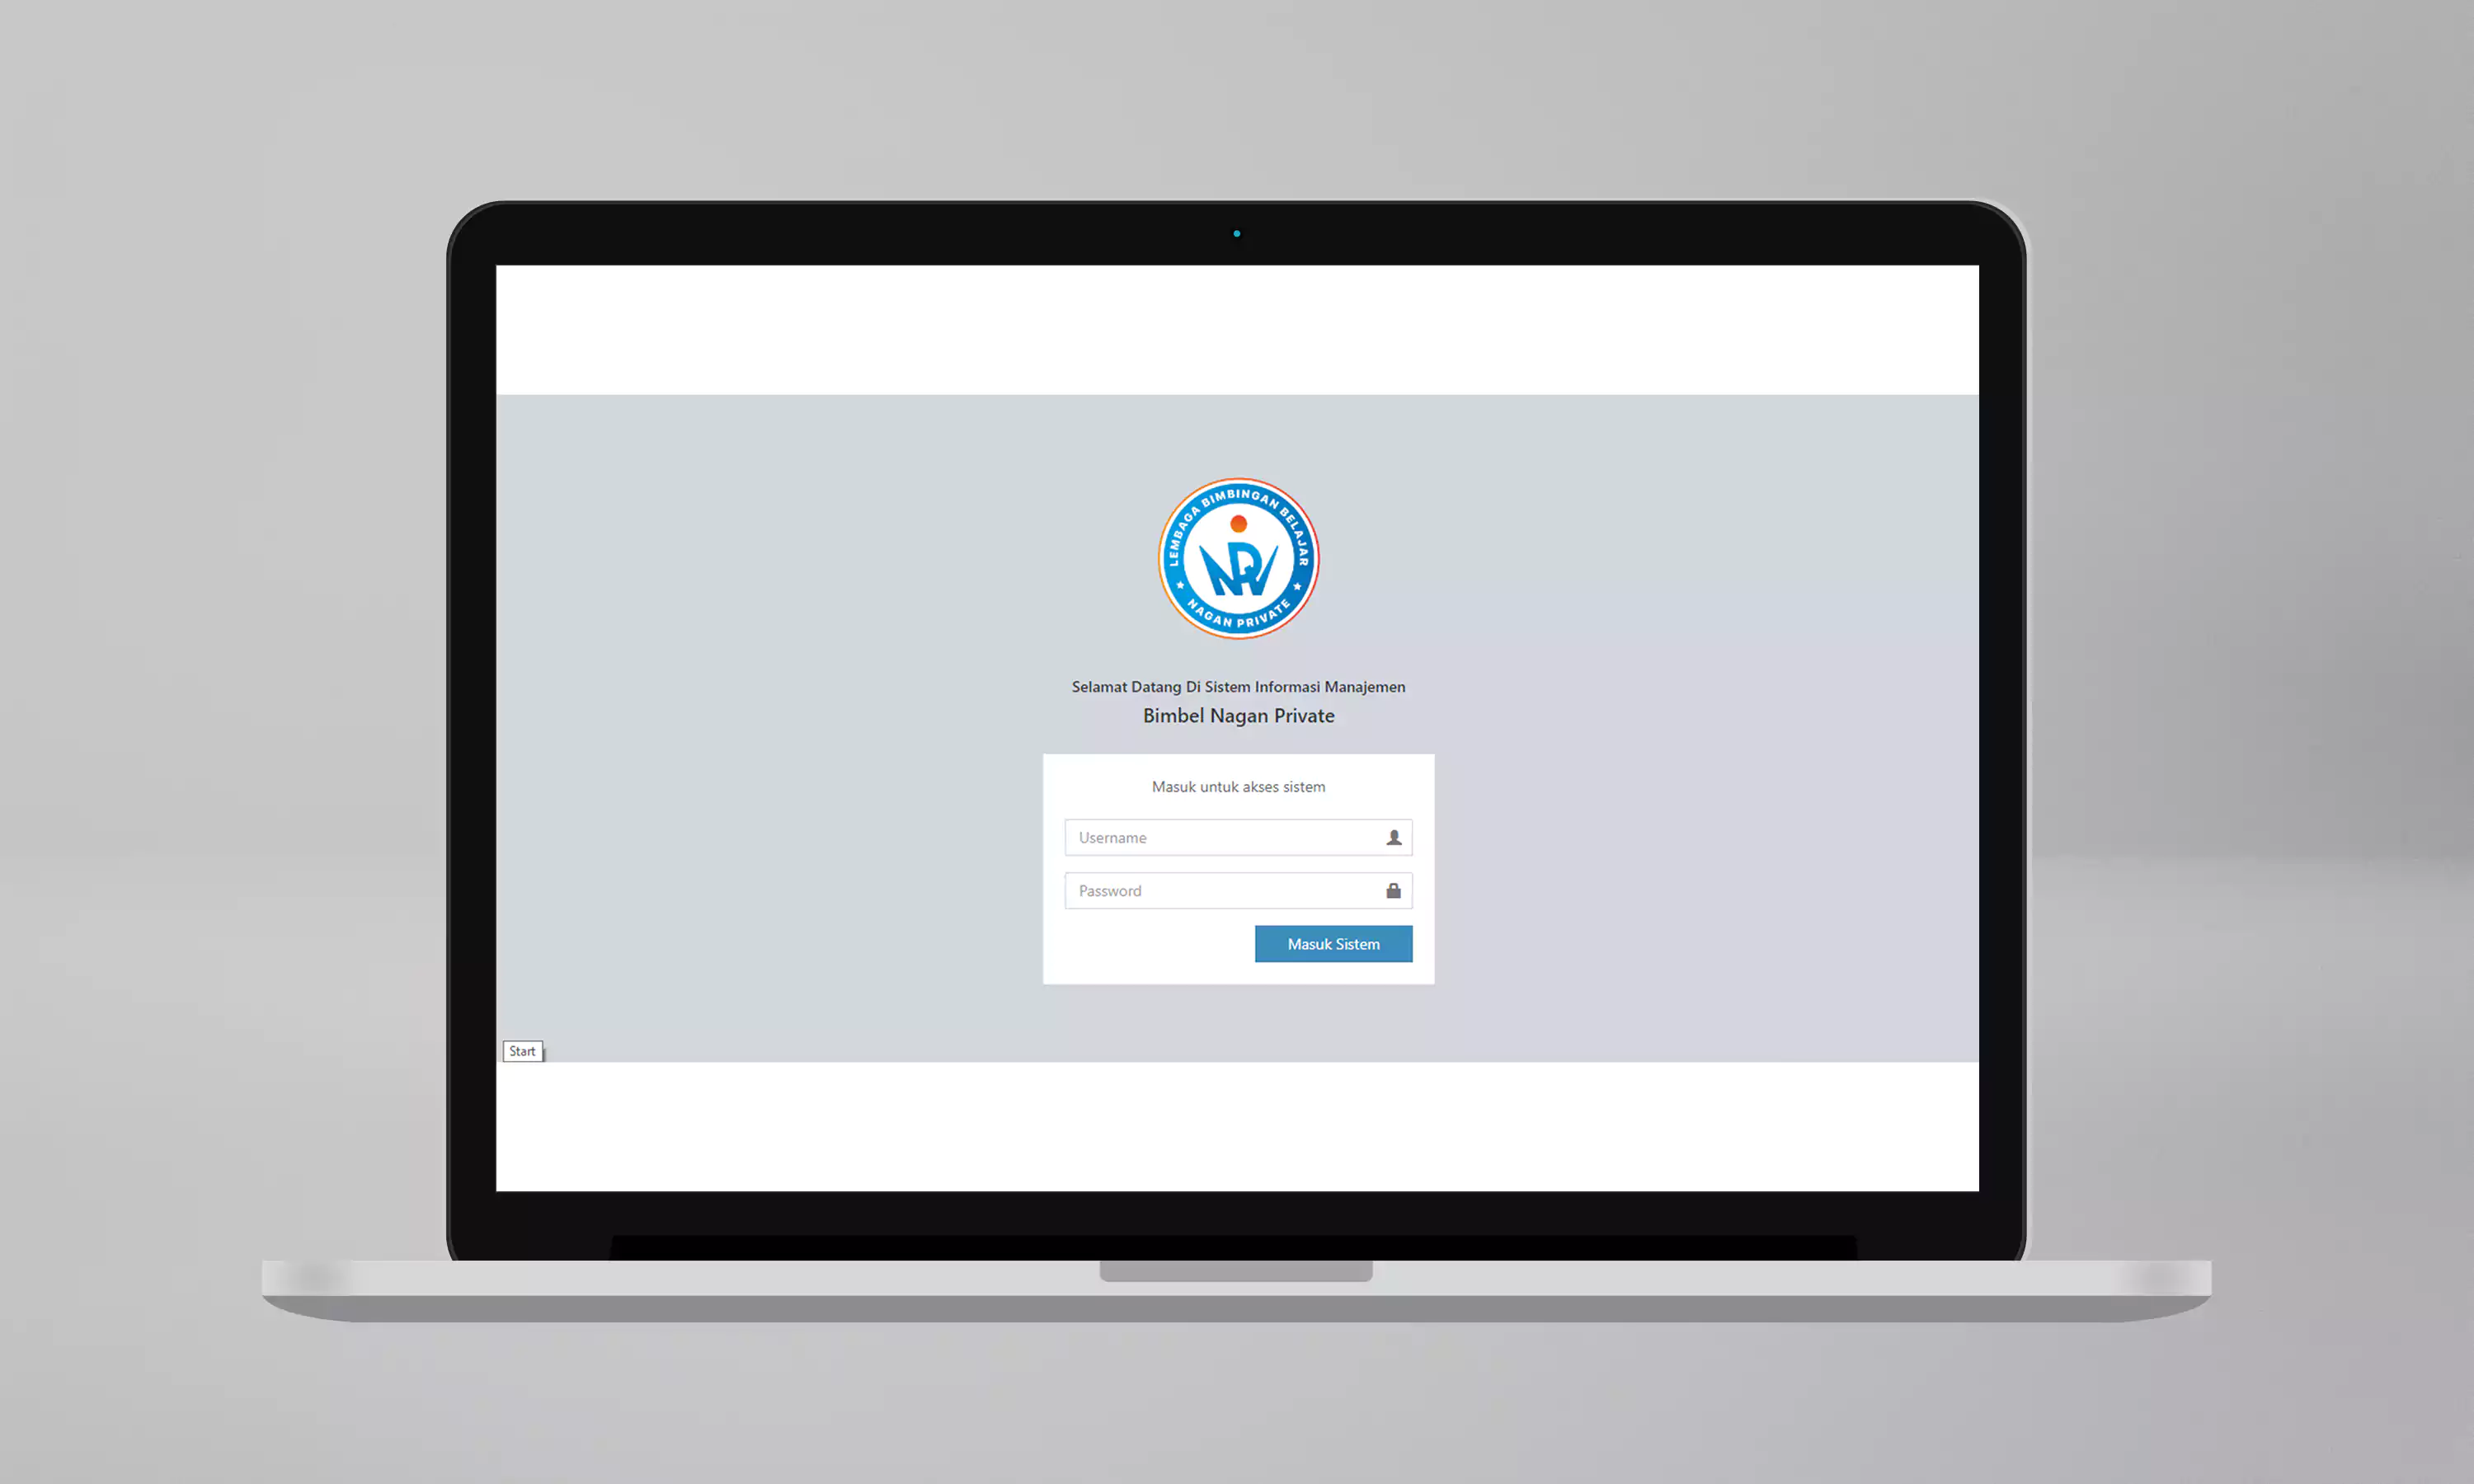 LEMBAGA BIMBINGAN BELAJAR
NAGAN PRIVATE
Selamat Datang Di Sistem Informasi Manajemen
Bimbel Nagan Private
Masuk untuk akses sistem
Username
Password
Masuk Sistem
Start